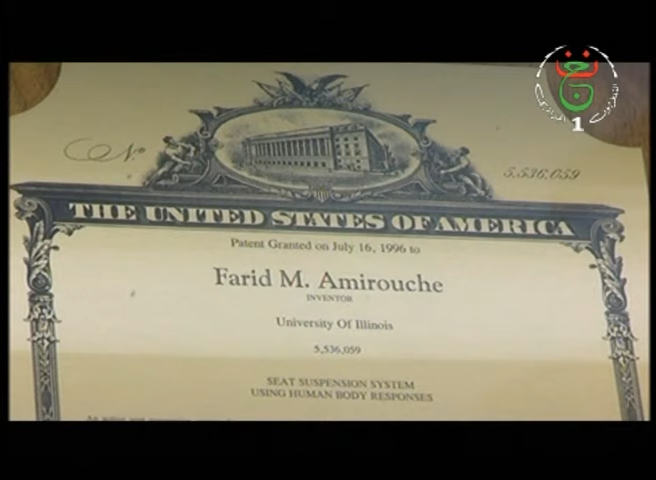 1
No
5,536,059
THE UNITED STATES OF AMERICA
Patent Granted on July 16, 1996 to
Farid M. Amirouche
INVENTOR
University Of Illinois
5,536,059
SEAT SUSPENSION SYSTEM
USING HUMAN BODY RESPONSES